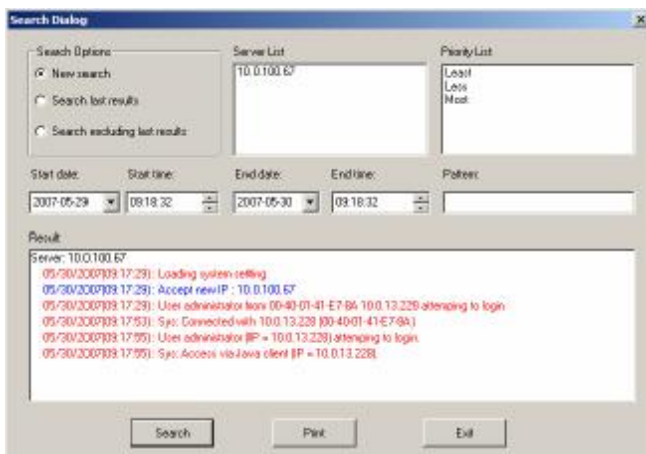 Search Dialog
Search Options
New search
Search last results
Search excluding last results
Server List
10.0.100.67
Priority List
Least
Less
Most
Start date:
Start time:
End date:
End time:
Pattern:
2007-05-29
09:18:32
2007-05-30
09:18:32
Result
Server: 10.0.100.67
05/30/2007|09:17:29|: Loading system setting
05/30/2007|09:17:29|: Accept new IP : 10.0.100.67
05/30/2007|09:17:29|: User administrator from 00-40-01-41-E7-8A 10.0.13.228 attemping to login
05/30/2007|09:17:53|: Sys: Connected with 10.0.13.228 (00-40-01-41-E7-8A)
05/30/2007|09:17:55|: User administrator (IP = 10.0.13.228) attemping to login.
05/30/2007|09:17:55|: Sys: Access via Java client (IP = 10.0.13.228).
Search
Print
Exit